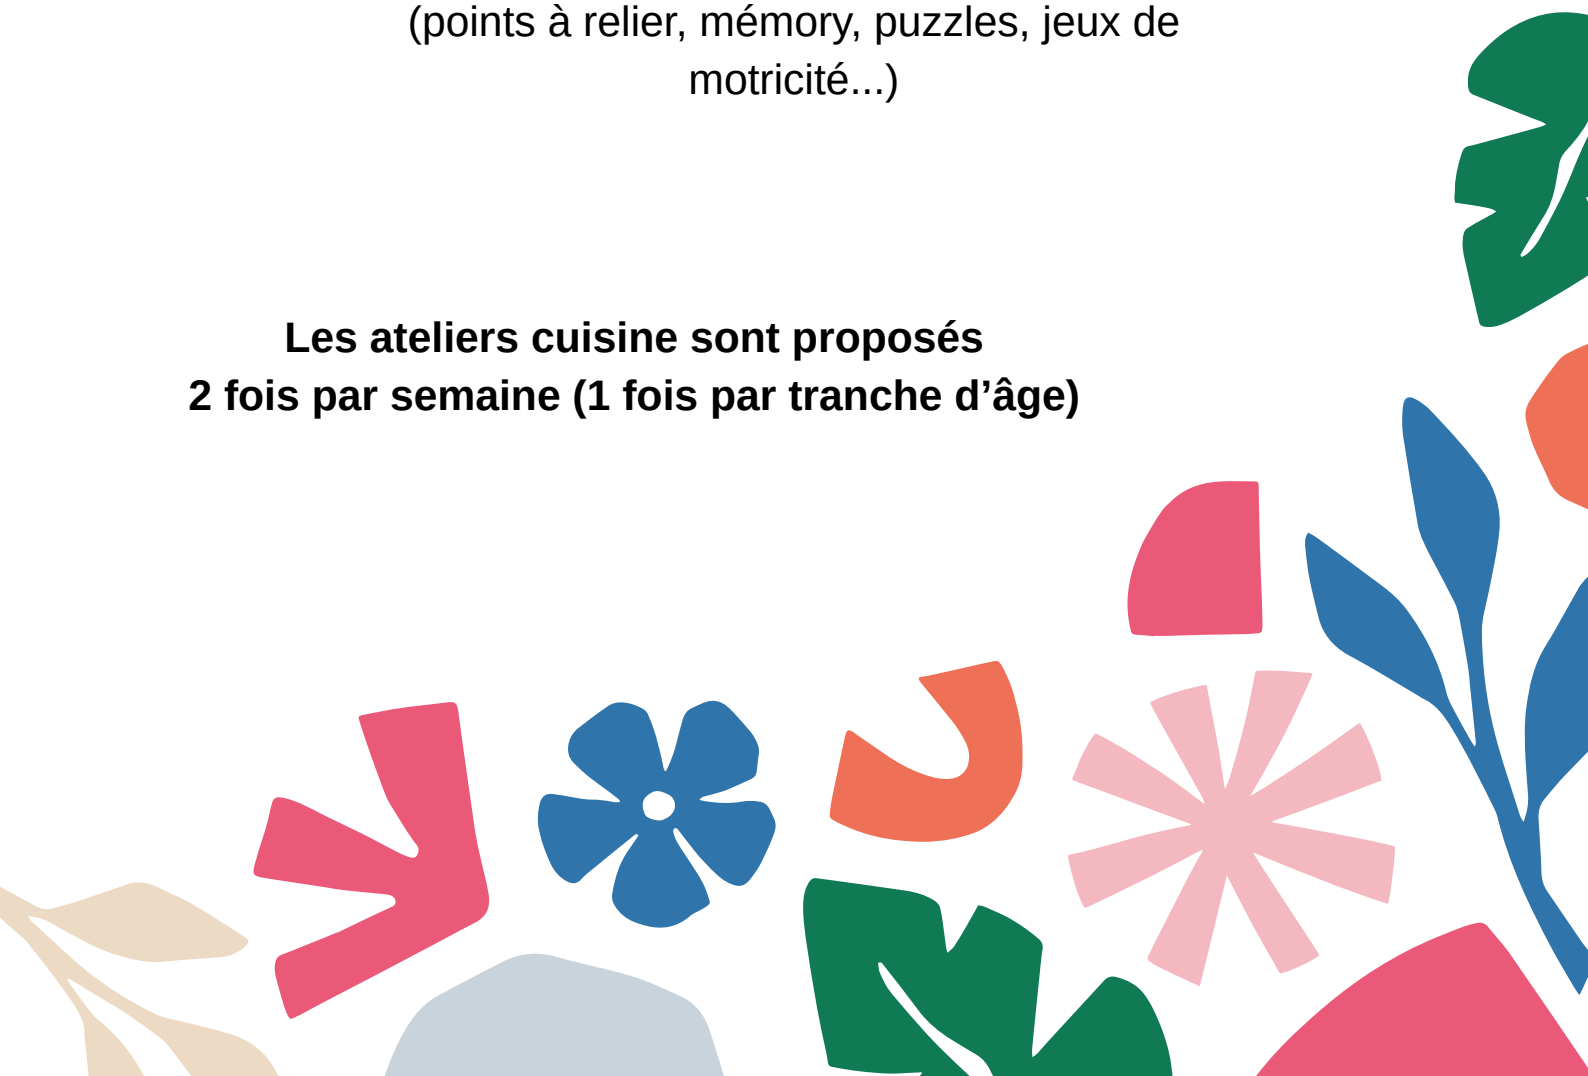 (points à relier, mémory, puzzles, jeux de
motricité...)
Les ateliers cuisine sont proposés
2 fois par semaine (1 fois par tranche d’âge)